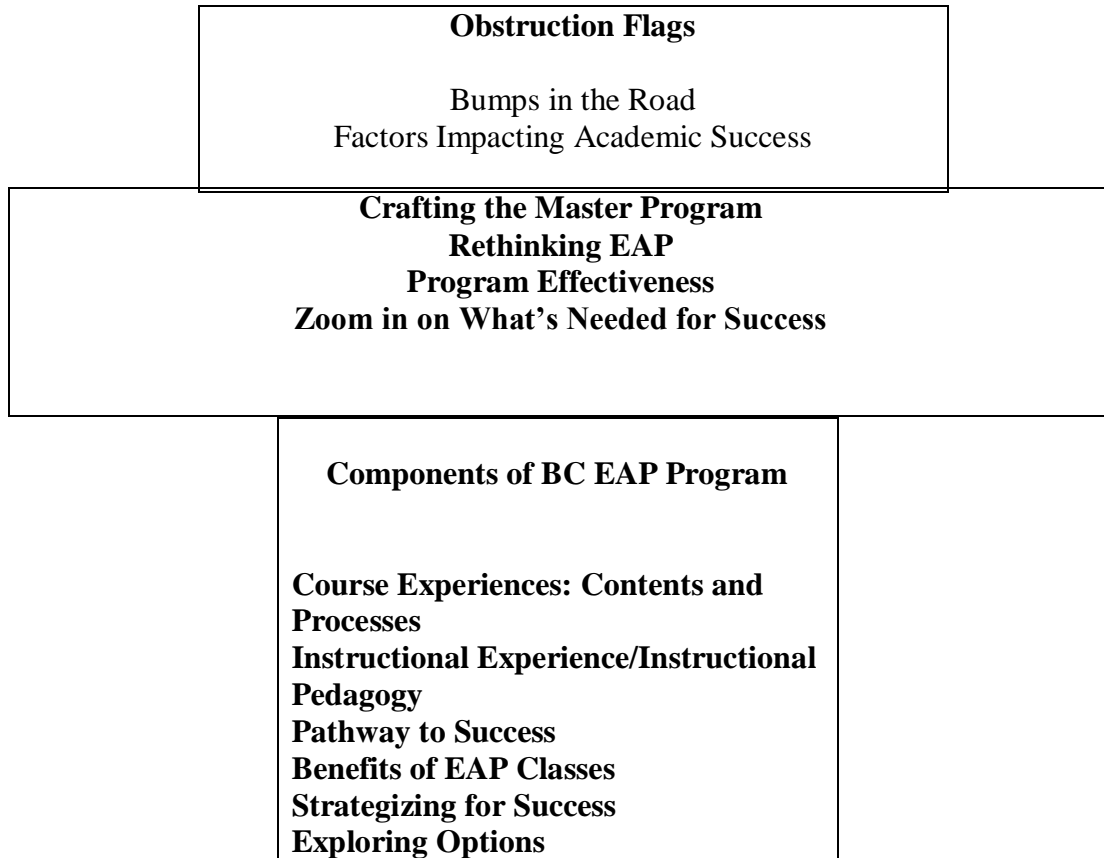 Obstruction Flags
Bumps in the Road
Factors Impacting Academic Success
Crafting the Master Program
Rethinking EAP
Program Effectiveness
Zoom in on What's Needed for Success
Components of BC EAP Program
Course Experiences: Contents and
Processes
Instructional Experience/Instructional
Pedagogy
Pathway to Success
Benefits of EAP Classes
Strategizing for Success
Exploring Options